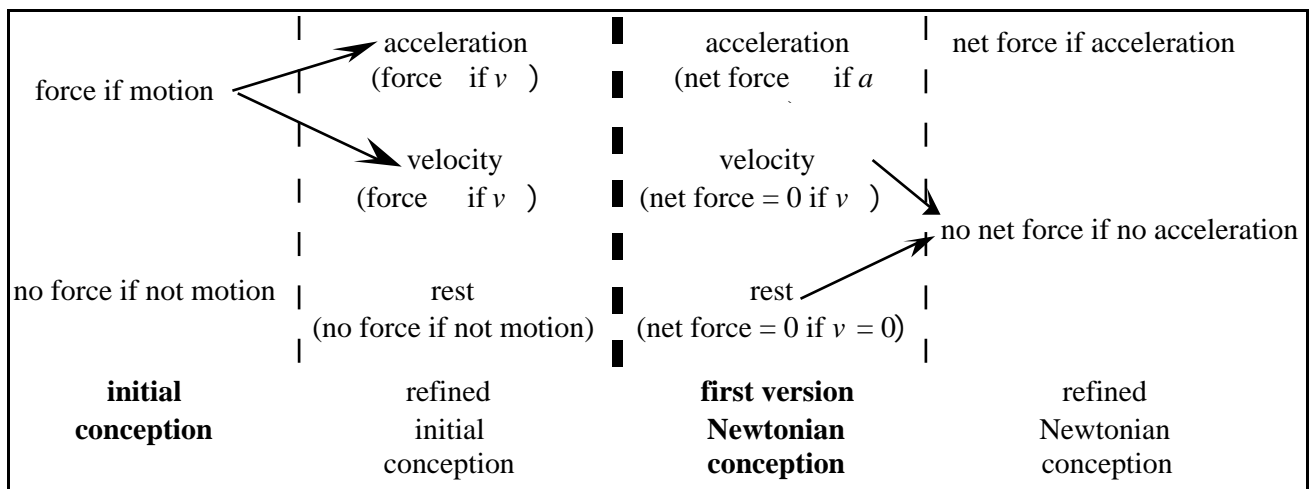 force if motion
no force if not motion
initial
conception
acceleration
(force if v )
velocity
(force if v )
rest
(no force if not motion)
refined
initial
conception
acceleration
(net force if a
velocity
(net force = 0 if v )
rest
(net force = 0 if v = 0)
first version
Newtonian
conception
net force if acceleration
no net force if no acceleration
refined
Newtonian
conception